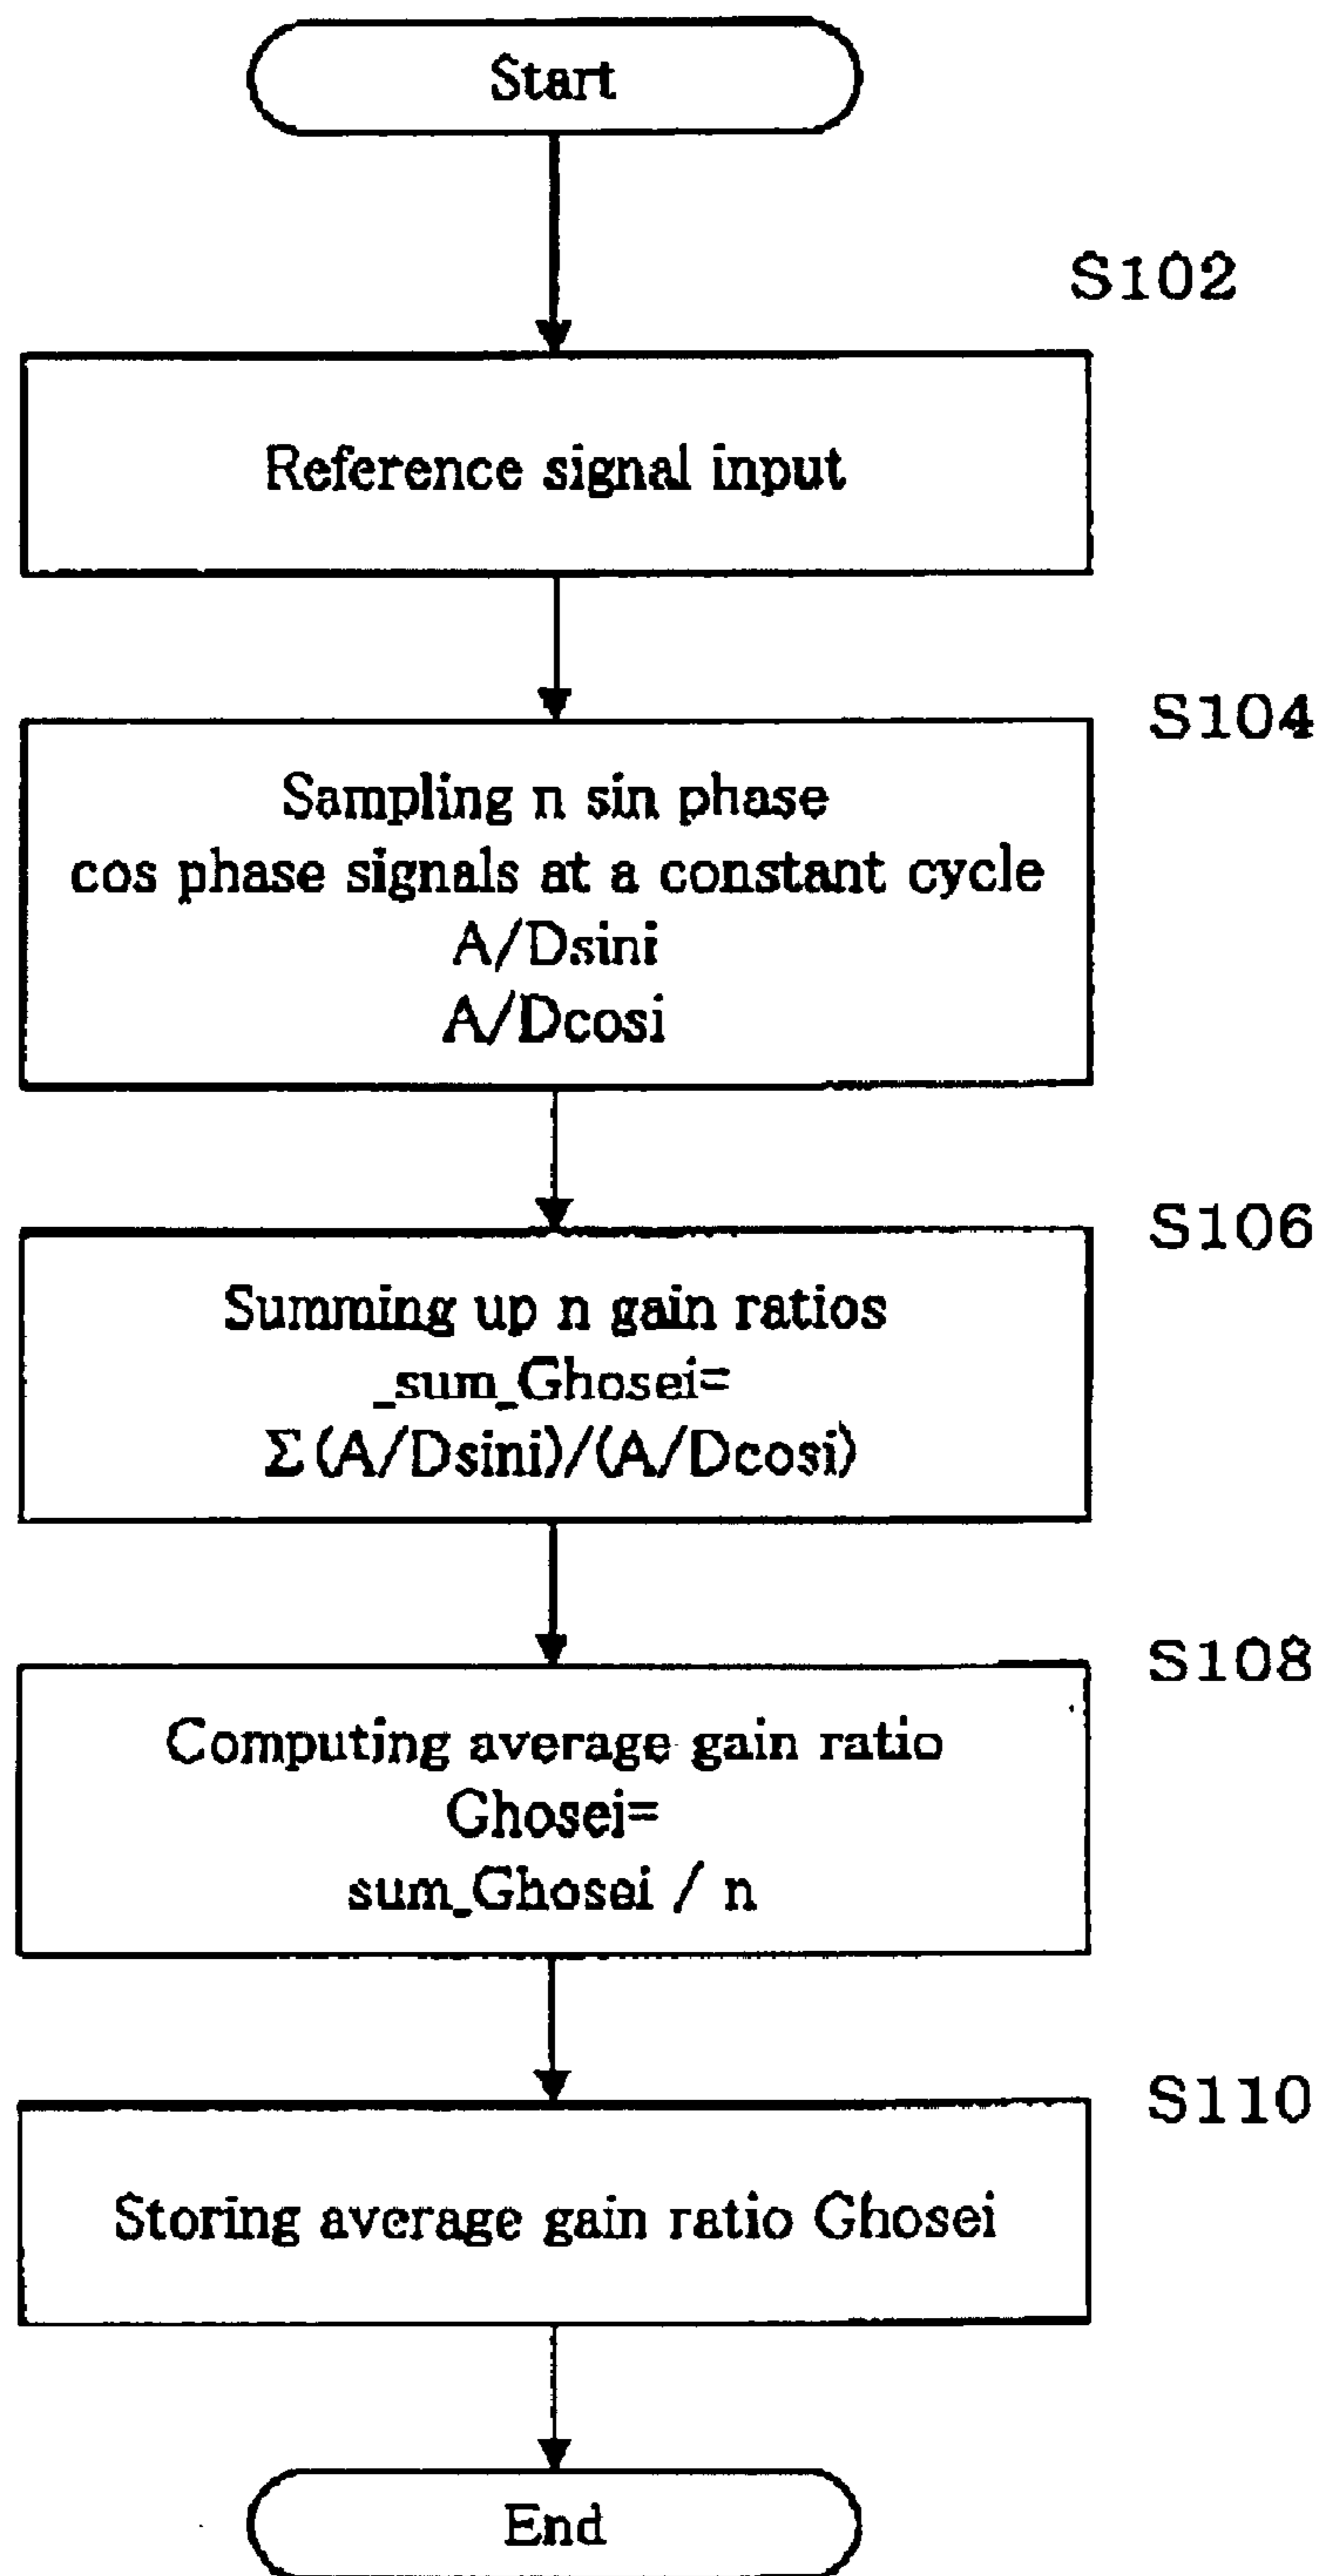 Start
S102
Reference signal input
S104
Sampling n sin phase
cos phase signals at a constant cycle
A/Dsini
A/Dcosi
S106
Summing up n gain ratios
_sum_Ghosei=
Σ(A/Dsini)/(A/Dcosi)
S108
Computing average gain ratio
Ghosei=
sum_Ghosei / n
S110
Storing average gain ratio Ghosei
End